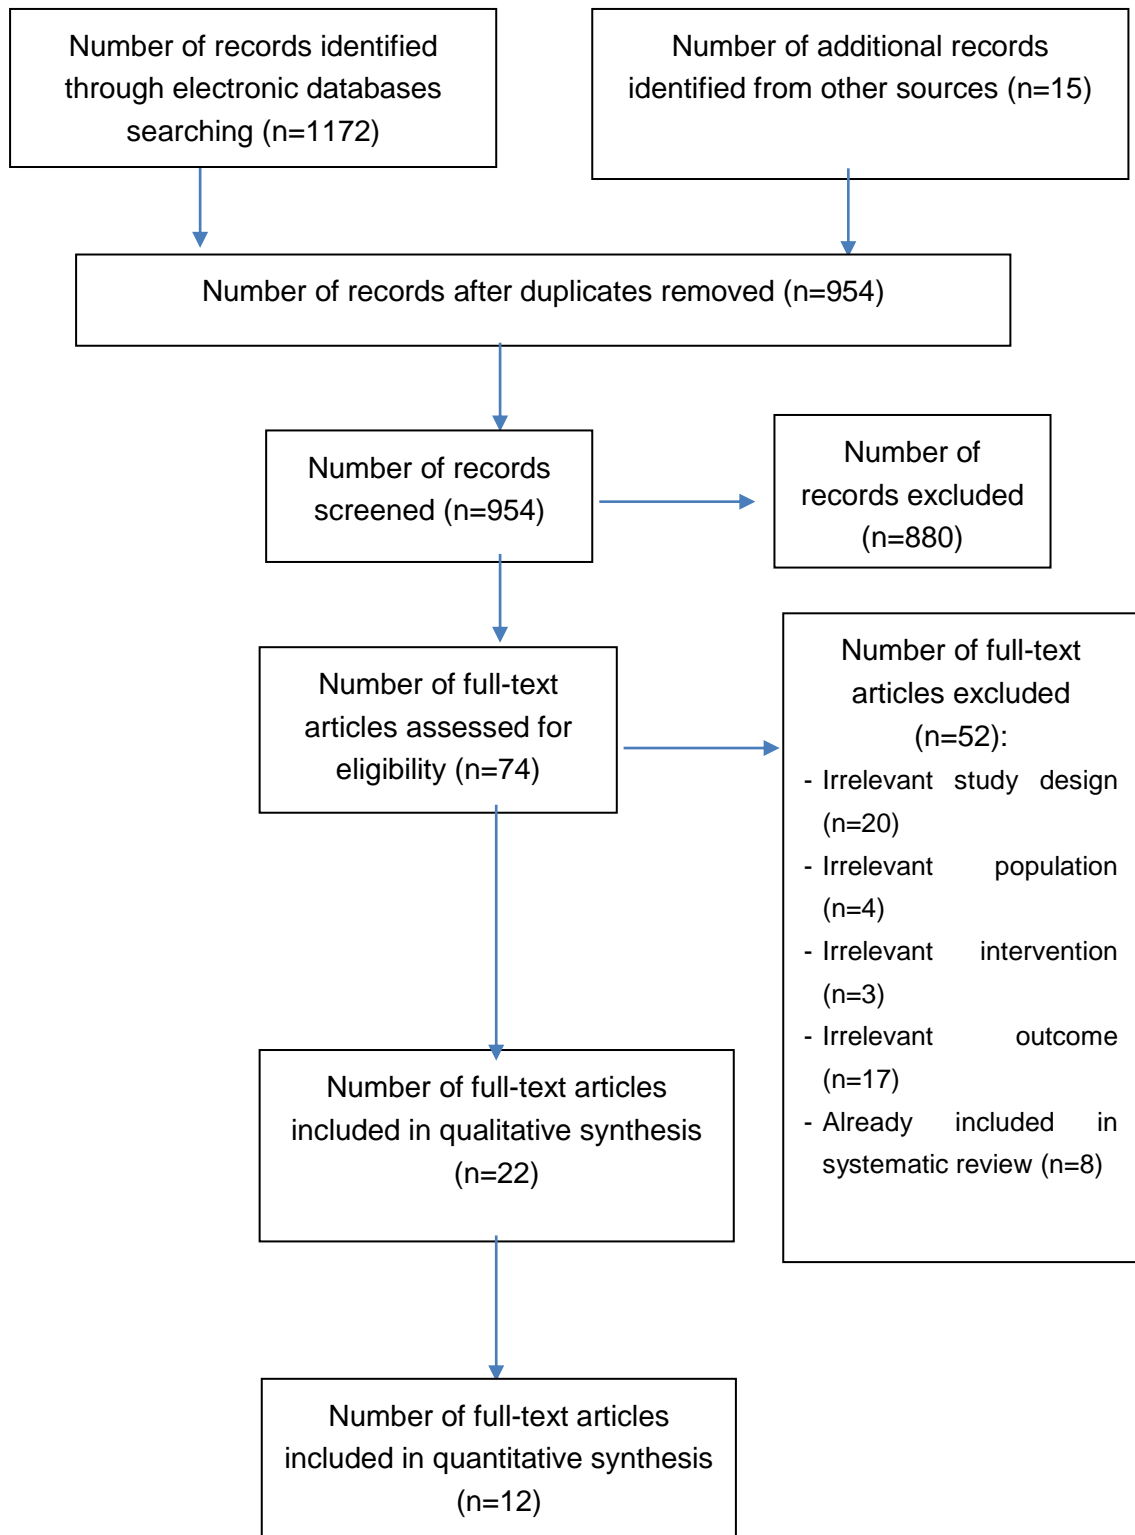 Number of records identified
through electronic databases
searching (n=1172)
Number of additional records
identified from other sources (n=15)
Number of records after duplicates removed (n=954)
Number of records
screened (n=954)
Number of
records excluded
(n=880)
Number of full-text
articles assessed for
eligibility (n=74)
Number of full-text
articles excluded
(n=52):
- Irrelevant study design
(n=20)
- Irrelevant population
(n=4)
- Irrelevant intervention
(n=3)
- Irrelevant outcome
(n=17)
- Already included in
systematic review (n=8)
Number of full-text articles
included in qualitative synthesis
(n=22)
Number of full-text articles
included in quantitative synthesis
(n=12)